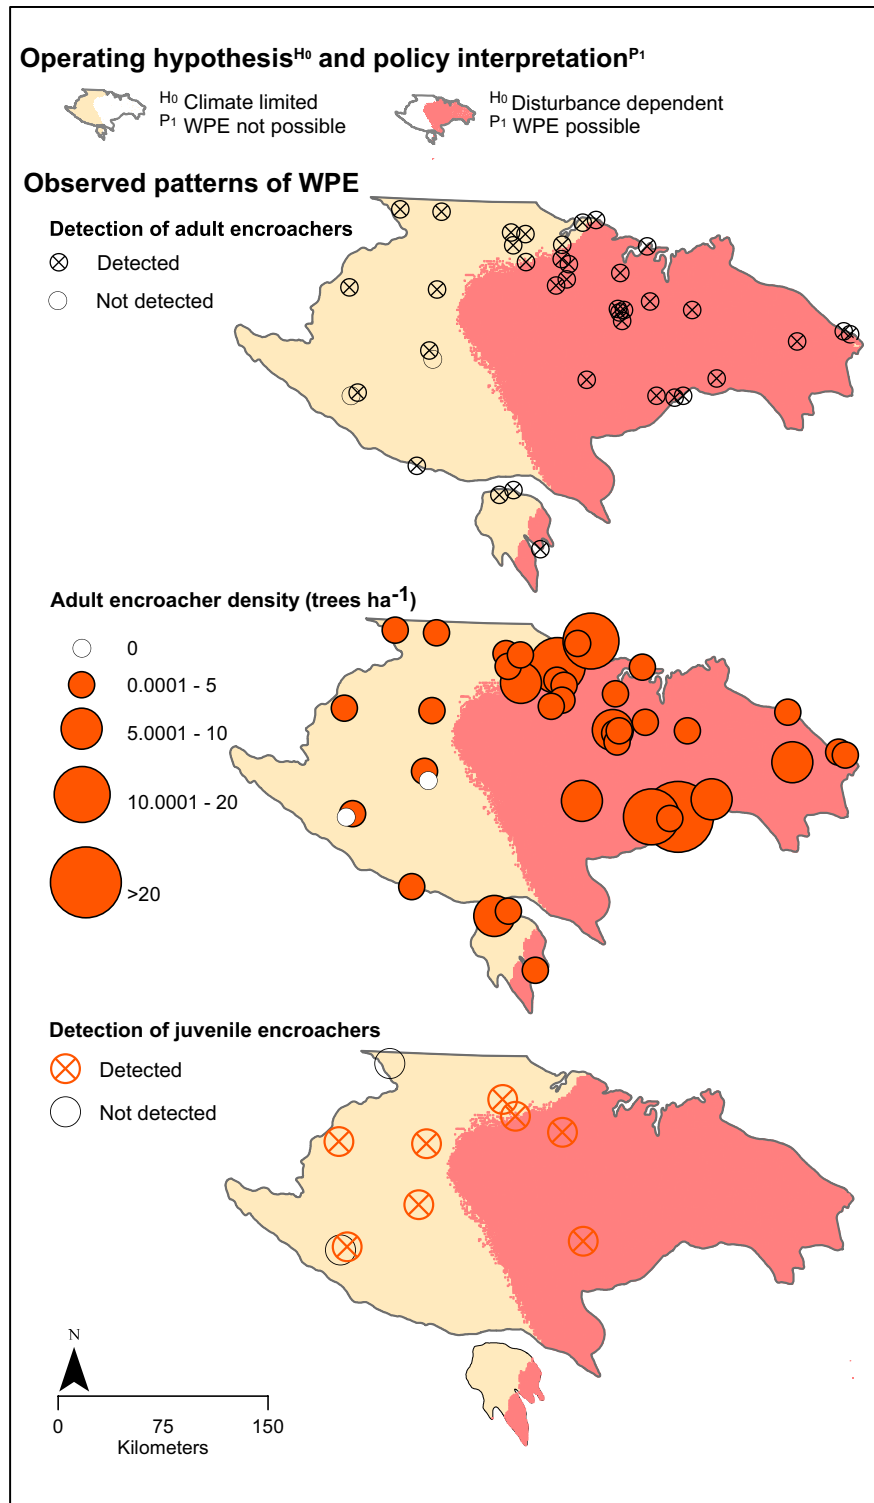 Operating hypothesisH₀ and policy interpretationP₁
H₀ Climate limited
P₁ WPE not possible
H₀ Disturbance dependent
P₁ WPE possible
Observed patterns of WPE
Detection of adult encroachers
Detected
Not detected
Adult encroacher density (trees ha⁻¹)
0
0.0001 - 5
5.0001 - 10
10.0001 - 20
>20
Detection of juvenile encroachers
Detected
Not detected
N
0 75 150
Kilometers